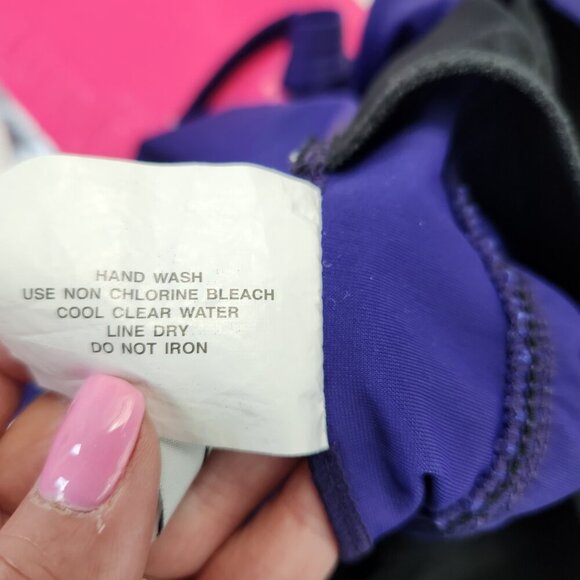 HAND WASH
USE NON CHLORINE BLEACH
COOL CLEAR WATER
LINE DRY
DO NOT IRON